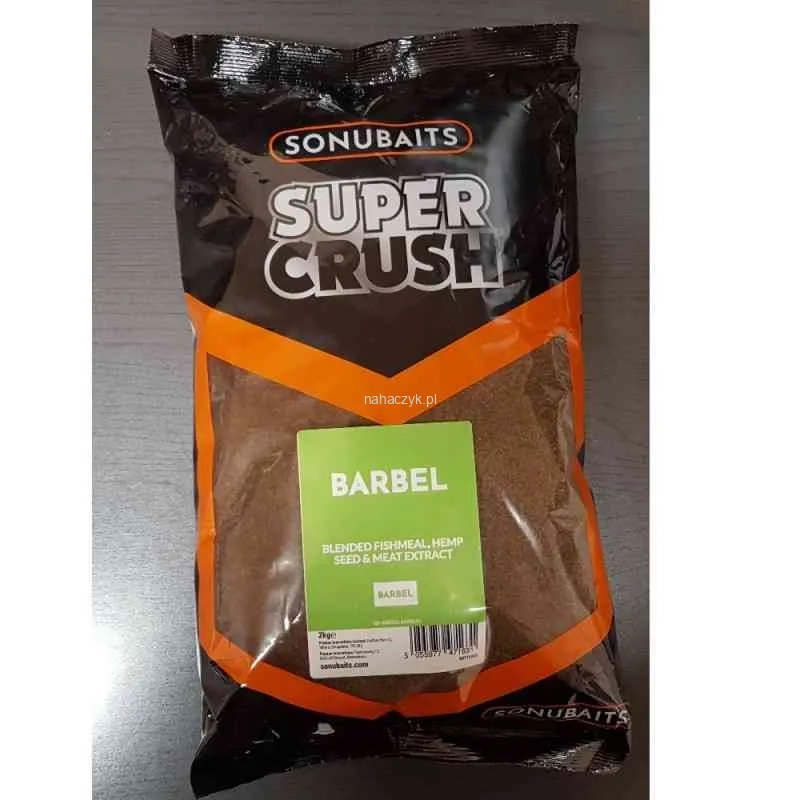 SONUBAITS
SUPER
CRUSH
nahaczyk.pl
BARBEL
BLENDED FISHMEAL, HEMP
SEED & MEAT EXTRACT
BARBEL
2kg℮
sonubaits.com
SONUBAITS